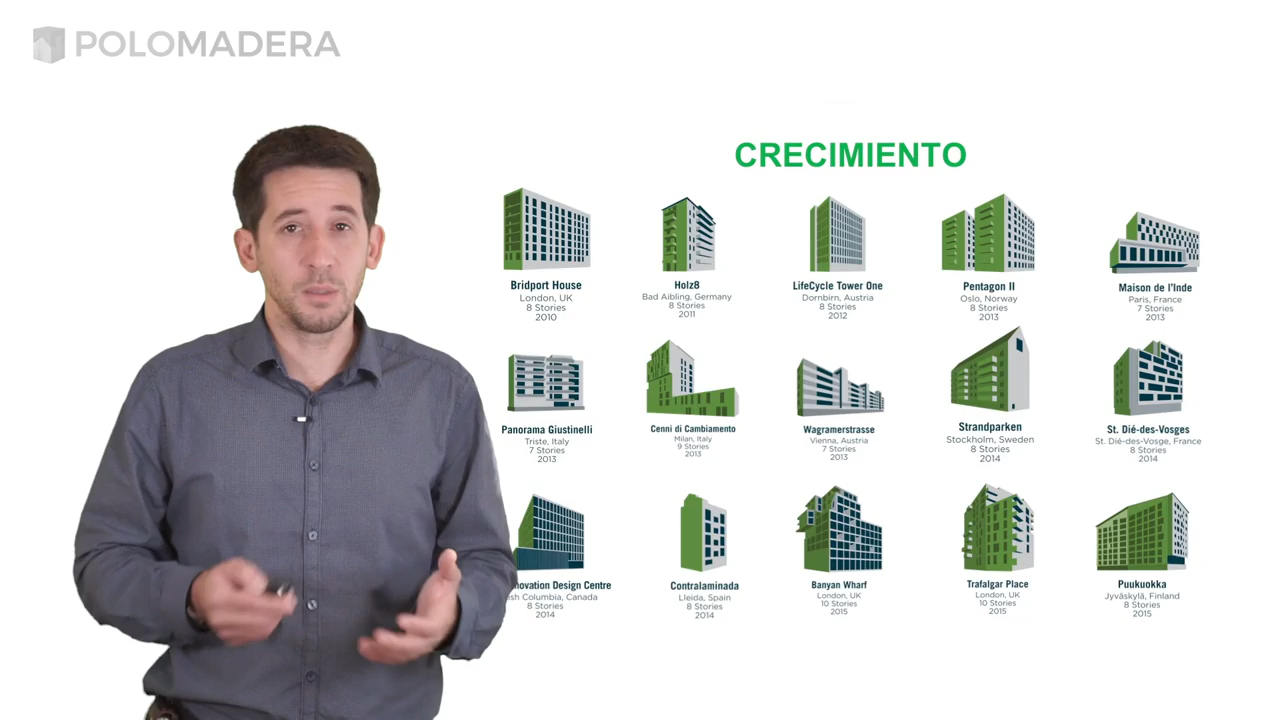 POLOMADERA
CRECIMIENTO
Bridport House
London, UK
8 Stories
2010
Holz8
Bad Aibling, Germany
8 Stories
2011
LifeCycle Tower One
Dornbirn, Austria
8 Stories
2012
Pentagon II
Oslo, Norway
8 Stories
2013
Maison de l'Inde
Paris, France
7 Stories
2013
Panorama Giustinelli
Triste, Italy
7 Stories
2013
Cenni di Cambiamento
Milan, Italy
9 Stories
2013
Wagramerstrasse
Vienna, Austria
7 Stories
2013
Strandparken
Stockholm, Sweden
8 Stories
2014
St. Dié-des-Vosges
St. Dié-des-Vosge, France
8 Stories
2014
nnovation Design Centre
sh Columbia, Canada
8 Stories
2014
Contralaminada
Lleida, Spain
8 Stories
2014
Banyan Wharf
London, UK
10 Stories
2015
Trafalgar Place
London, UK
10 Stories
2015
Puukuokka
Jyväskylä, Finland
8 Stories
2015